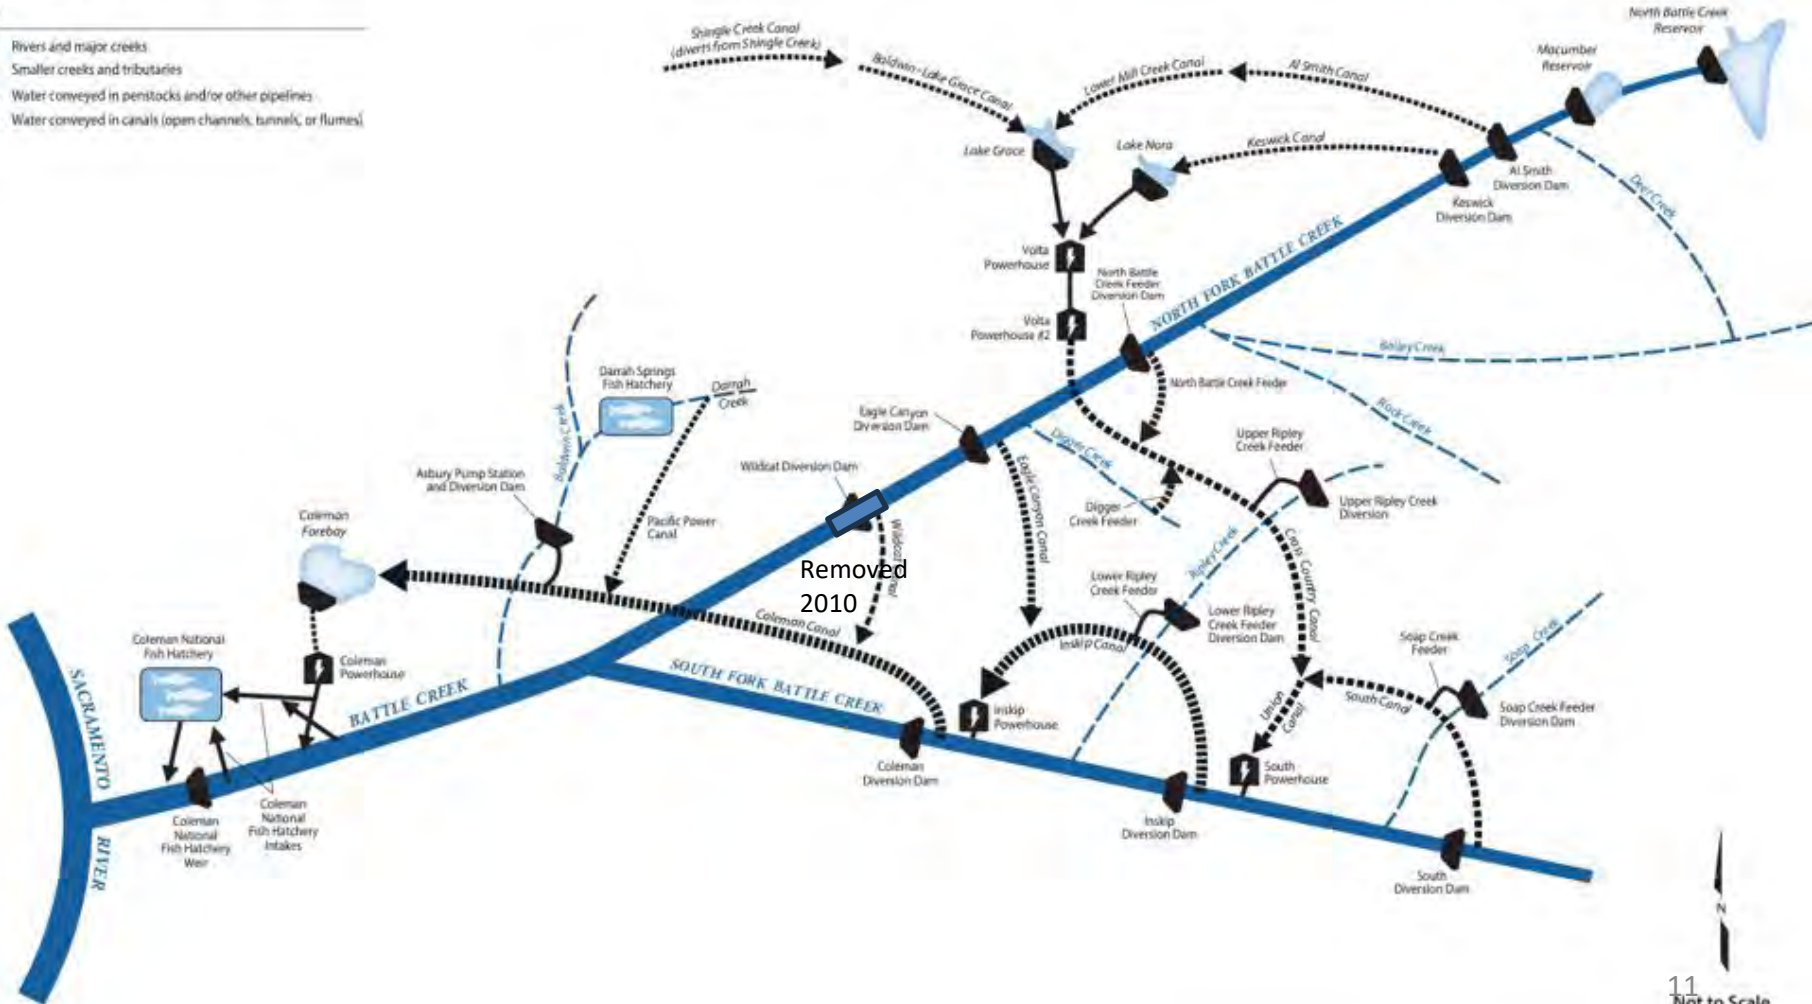 Rivers and major creeks
Smaller creeks and tributaries
Water conveyed in penstocks and/or other pipelines
Water conveyed in canals (open channels, tunnels, or flumes)
Shingle Creek Canal
(diverts from Shingle Creek)
Baldwin-Lake Grace Canal
Lower Mill Creek Canal
Al Smith Canal
Macumber
Reservoir
North Battle Creek
Reservoir
Lake Grace
Lake Nora
Keswick Canal
Al Smith
Diversion Dam
Keswick
Diversion Dam
Deer Creek
Volta
Powerhouse
North Battle
Creek Feeder
Diversion Dam
NORTH FORK BATTLE CREEK
Volta
Powerhouse #2
Bailey Creek
North Battle Creek Feeder
Rock Creek
Darrah Springs
Fish Hatchery
Darrah
Creek
Baldwin Creek
Eagle Canyon
Diversion Dam
Digger Creek
Eagle Canyon Canal
Upper Ripley
Creek Feeder
Upper Ripley Creek
Diversion
Asbury Pump Station
and Diversion Dam
Wildcat Diversion Dam
Digger
Creek Feeder
Coleman
Forebay
Pacific Power
Canal
Wildcat Canal
Removed
2010
Ripley Creek
Cross Country Canal
Lower Ripley
Creek Feeder
Lower Ripley
Creek Feeder
Diversion Dam
Coleman Canal
Inskip Canal
Soap Creek
Feeder
Soap Creek
Coleman National
Fish Hatchery
Coleman
Powerhouse
SOUTH FORK BATTLE CREEK
BATTLE CREEK
Inskip
Powerhouse
Union
Canal
South Canal
Soap Creek Feeder
Diversion Dam
SACRAMENTO
RIVER
Coleman
Diversion Dam
South
Powerhouse
Coleman
National
Fish Hatchery
Weir
Coleman
National
Fish Hatchery
Intakes
Inskip
Diversion Dam
South
Diversion Dam
N
11
Not to Scale